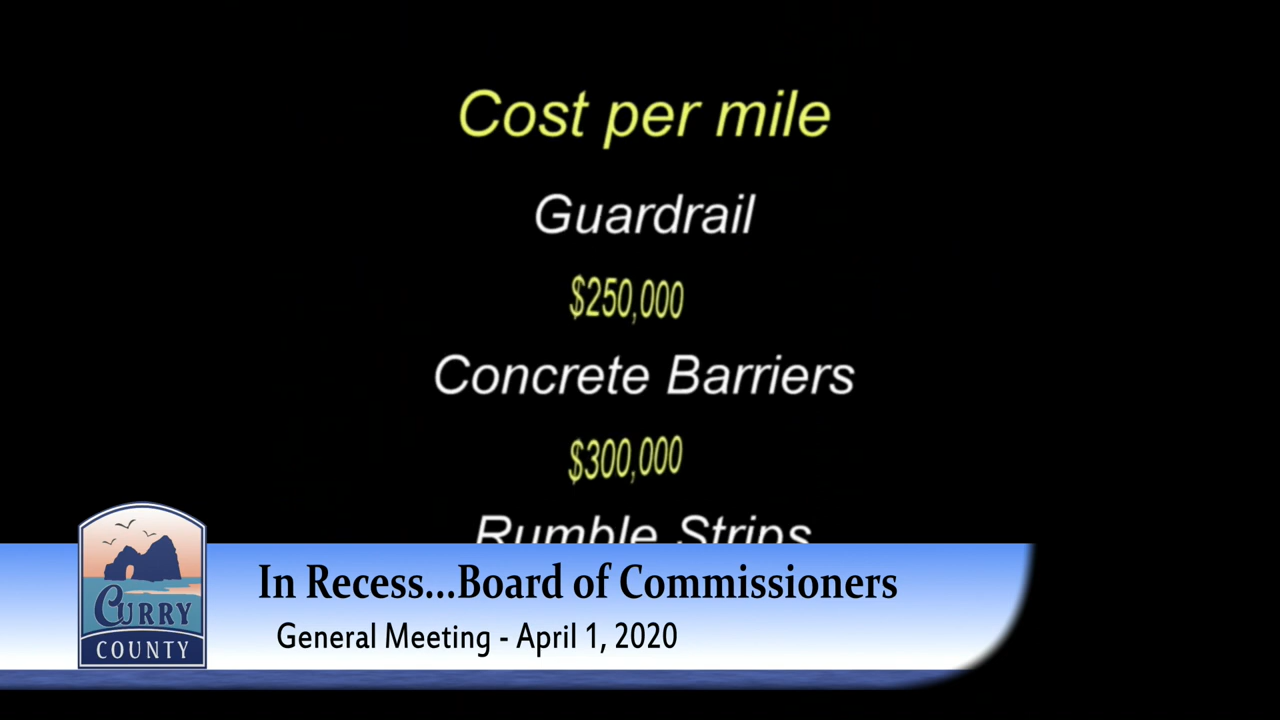 Cost per mile
Guardrail
$250,000
Concrete Barriers
$300,000
Rumble Strips
In Recess...Board of Commissioners
General Meeting - April 1, 2020
CURRY
COUNTY